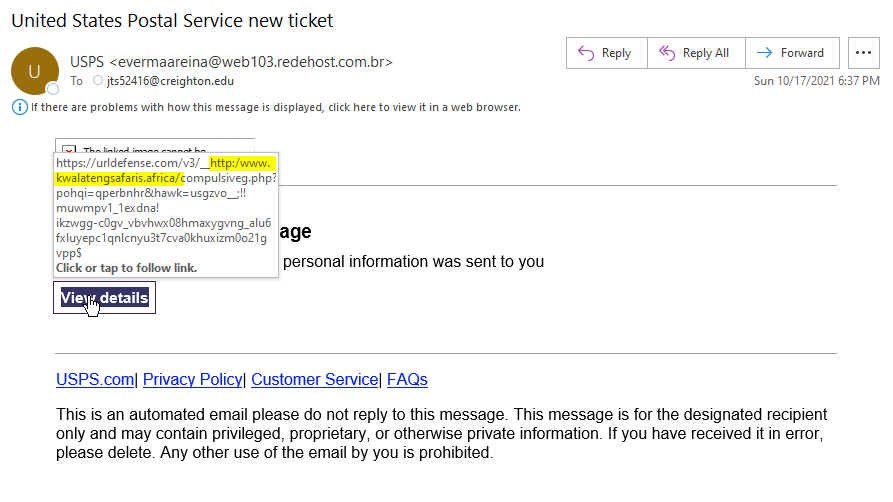 United States Postal Service new ticket
U
USPS <evermaareina@web103.redehost.com.br>
To jts52416@creighton.edu
Reply
Reply All
Forward
Sun 10/17/2021 6:37 PM
If there are problems with how this message is displayed, click here to view it in a web browser.
The linked image cannot be
https://urldefense.com/v3/__http:/www.
kwalatengsafaris.africa/compulsiveg.php?
pohqi=qperbnhr&hawk=usgzvo__;!!
muwmpv1_1exdna!
ikzwgg-c0gv_vbvhwx08hmaxygvng_alu6
fxluyepc1qnlcnyu3t7cva0khuxizm0o21g
vpp$
Click or tap to follow link.
age
personal information was sent to you
View details
USPS.com| Privacy Policy| Customer Service| FAQs
This is an automated email please do not reply to this message. This message is for the designated recipient
only and may contain privileged, proprietary, or otherwise private information. If you have received it in error,
please delete. Any other use of the email by you is prohibited.